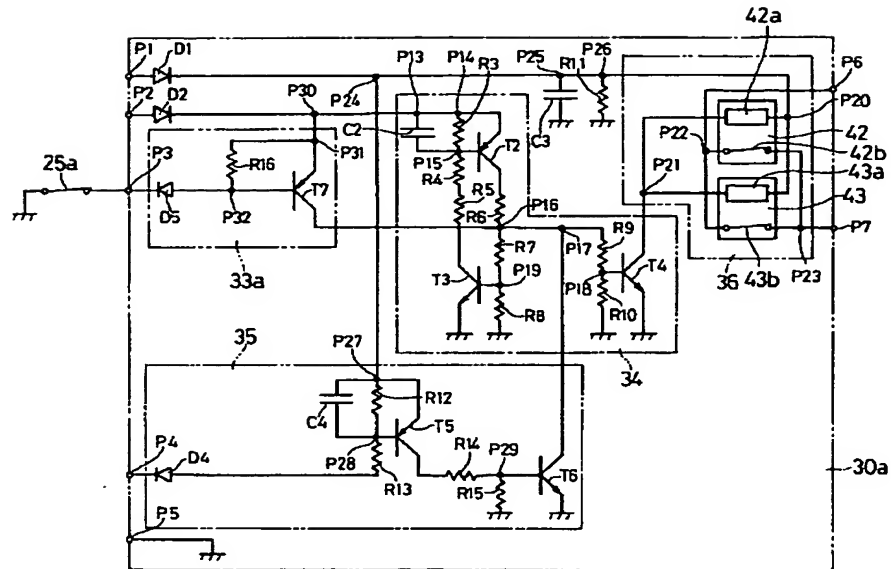 42a
P1 D1 P13 P14 R3 P25 R11 P26
P6
P2 D2 P30 P24 C2 C3 P20
42
P22
25a P3 R16 P31 P15 R4 T2 42b
43a
P21
D5 P32 T7 R5 R6 P16 43
R7 P17 R9 P7
33a T3 P19 P18 T4 36 43b P23
R8 R10
35 P27 34
C4 R12
T5
P4 D4 P28 R13 R14 P29 30a
R15 T6
P5